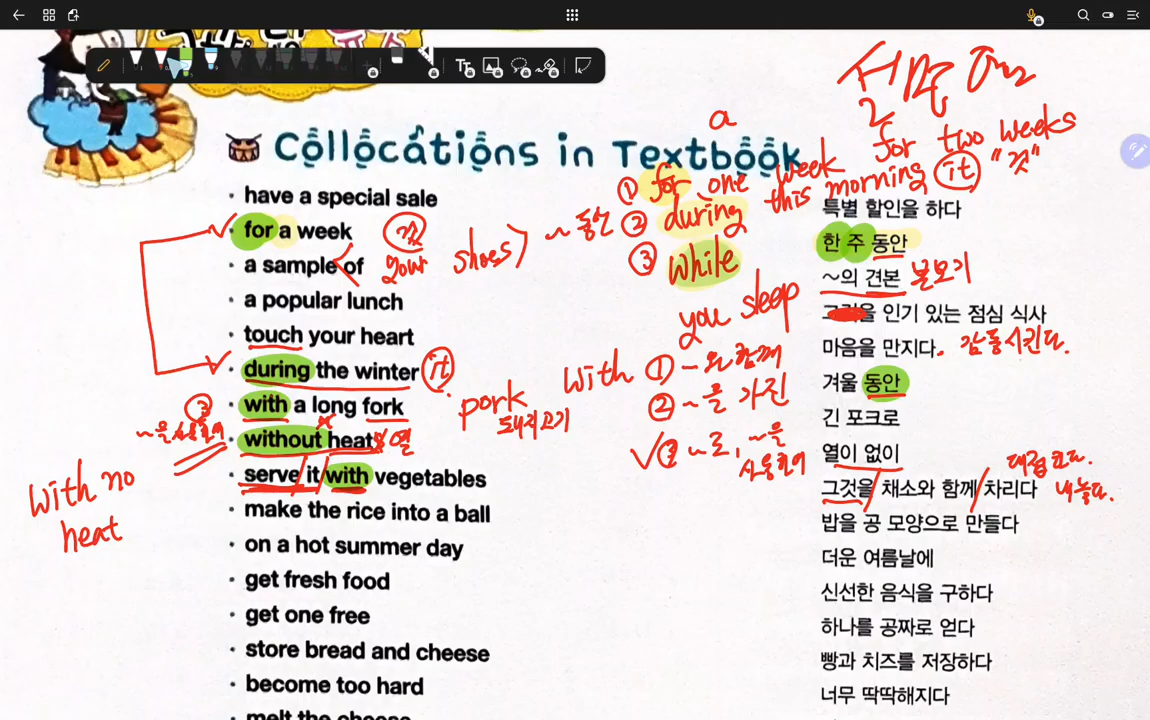 Collocations in Textbook
a
for two weeks
① for one week
this morning
it
"것"
② during
~동안
③ while
you sleep
• have a special sale
특별 할인을 하다
• for a week
한 주 동안
• a sample of
your shoes
~의 견본
본보기
• a popular lunch
을 인기 있는 점심 식사
• touch your heart
마음을 만지다.
감동시킨다.
• during the winter
it
겨울 동안
• with a long fork
긴 포크로
pork
돼지고기
with ① ~와 함께
② ~을 가진
③ ~로, ~을 사용하여
③
~을 사용하여
• without heat
열
열이 없이
with no heat
• serve it with vegetables
그것을 채소와 함께 차리다
대접한다.
내놓다.
• make the rice into a ball
밥을 공 모양으로 만들다
• on a hot summer day
더운 여름날에
• get fresh food
신선한 음식을 구하다
• get one free
하나를 공짜로 얻다
• store bread and cheese
빵과 치즈를 저장하다
• become too hard
너무 딱딱해지다
• melt the cheese